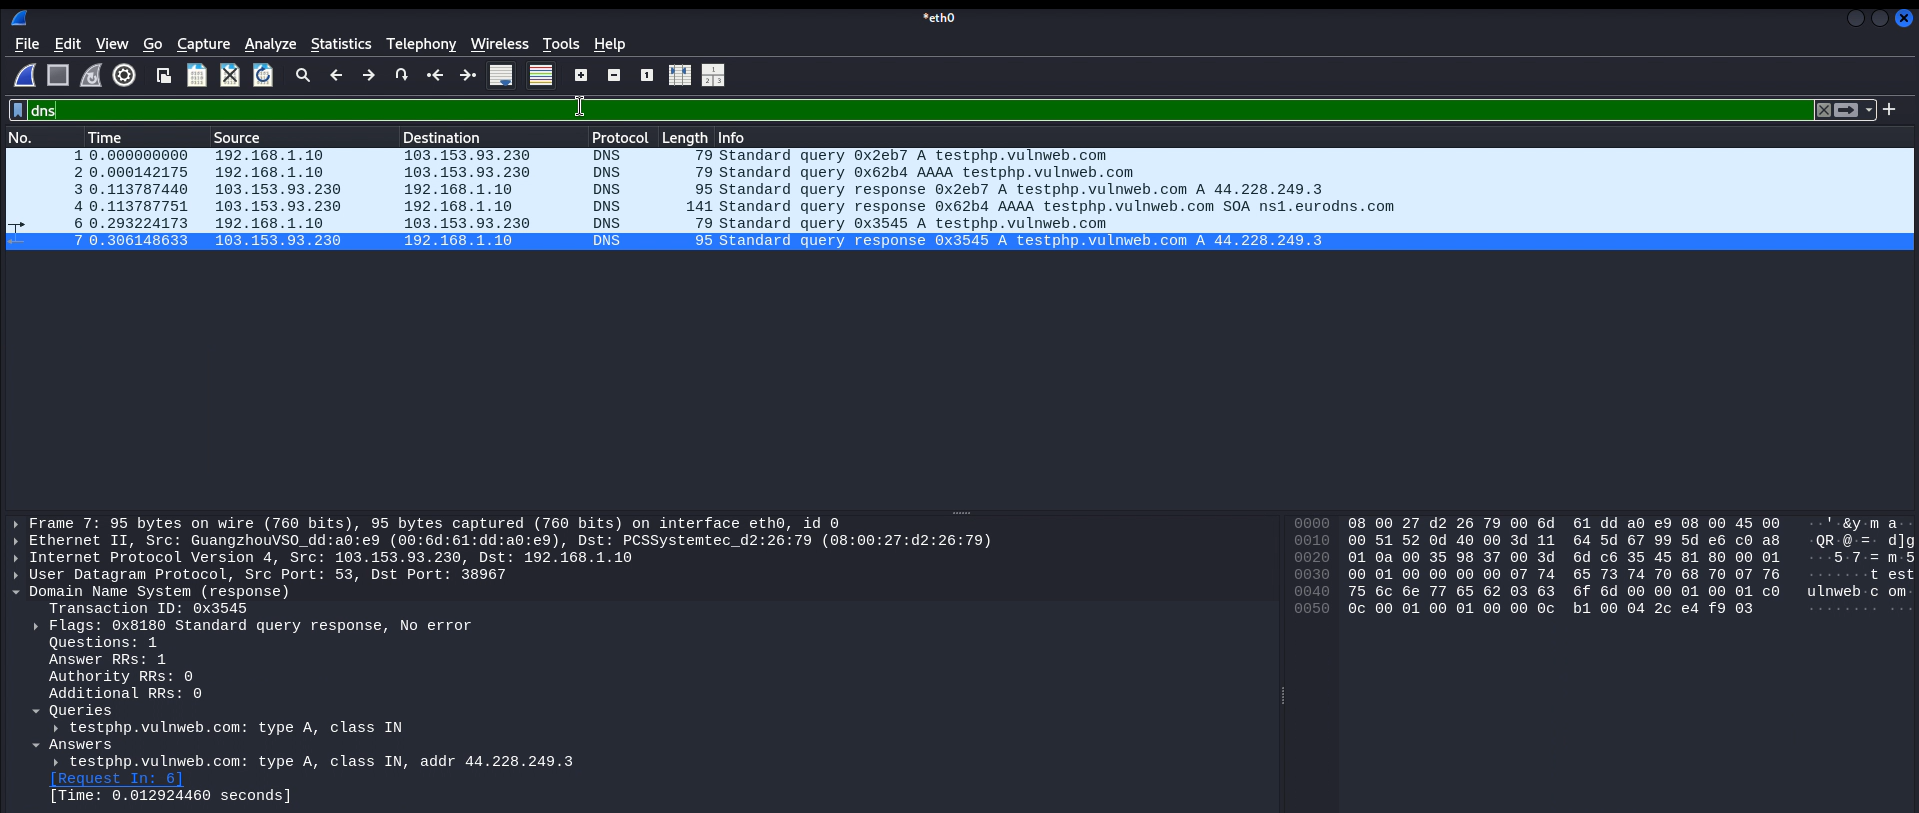 *eth0
File Edit View Go Capture Analyze Statistics Telephony Wireless Tools Help
dns
No. Time Source Destination Protocol Length Info
1 0.000000000 192.168.1.10 103.153.93.230 DNS 79 Standard query 0x2eb7 A testphp.vulnweb.com
2 0.000142175 192.168.1.10 103.153.93.230 DNS 79 Standard query 0x62b4 AAAA testphp.vulnweb.com
3 0.113787440 103.153.93.230 192.168.1.10 DNS 95 Standard query response 0x2eb7 A testphp.vulnweb.com A 44.228.249.3
4 0.113787751 103.153.93.230 192.168.1.10 DNS 141 Standard query response 0x62b4 AAAA testphp.vulnweb.com SOA ns1.eurodns.com
6 0.293224173 192.168.1.10 103.153.93.230 DNS 79 Standard query 0x3545 A testphp.vulnweb.com
7 0.306148633 103.153.93.230 192.168.1.10 DNS 95 Standard query response 0x3545 A testphp.vulnweb.com A 44.228.249.3
Frame 7: 95 bytes on wire (760 bits), 95 bytes captured (760 bits) on interface eth0, id 0
Ethernet II, Src: GuangzhouVSO_dd:a0:e9 (00:6d:61:dd:a0:e9), Dst: PCSSystemtec_d2:26:79 (08:00:27:d2:26:79)
Internet Protocol Version 4, Src: 103.153.93.230, Dst: 192.168.1.10
User Datagram Protocol, Src Port: 53, Dst Port: 38967
Domain Name System (response)
Transaction ID: 0x3545
Flags: 0x8180 Standard query response, No error
Questions: 1
Answer RRs: 1
Authority RRs: 0
Additional RRs: 0
Queries
testphp.vulnweb.com: type A, class IN
Answers
testphp.vulnweb.com: type A, class IN, addr 44.228.249.3
[Request In: 6]
[Time: 0.012924460 seconds]
0000 08 00 27 d2 26 79 00 6d 61 dd a0 e9 08 00 45 00 ··'·&y·m a·
0010 00 51 52 0d 40 00 3d 11 64 5d 67 99 5d e6 c0 a8 ·QR·@·=· d]g
0020 01 0a 00 35 98 37 00 3d 6d c6 35 45 81 80 00 01 ···5·7·= m·5
0030 00 01 00 00 00 00 07 74 65 73 74 70 68 70 07 76 ·······t est
0040 75 6c 6e 77 65 62 03 63 6f 6d 00 00 01 00 01 c0 ulnweb·c om·
0050 0c 00 01 00 01 00 00 0c b1 00 04 2c e4 f9 03 ········ ···